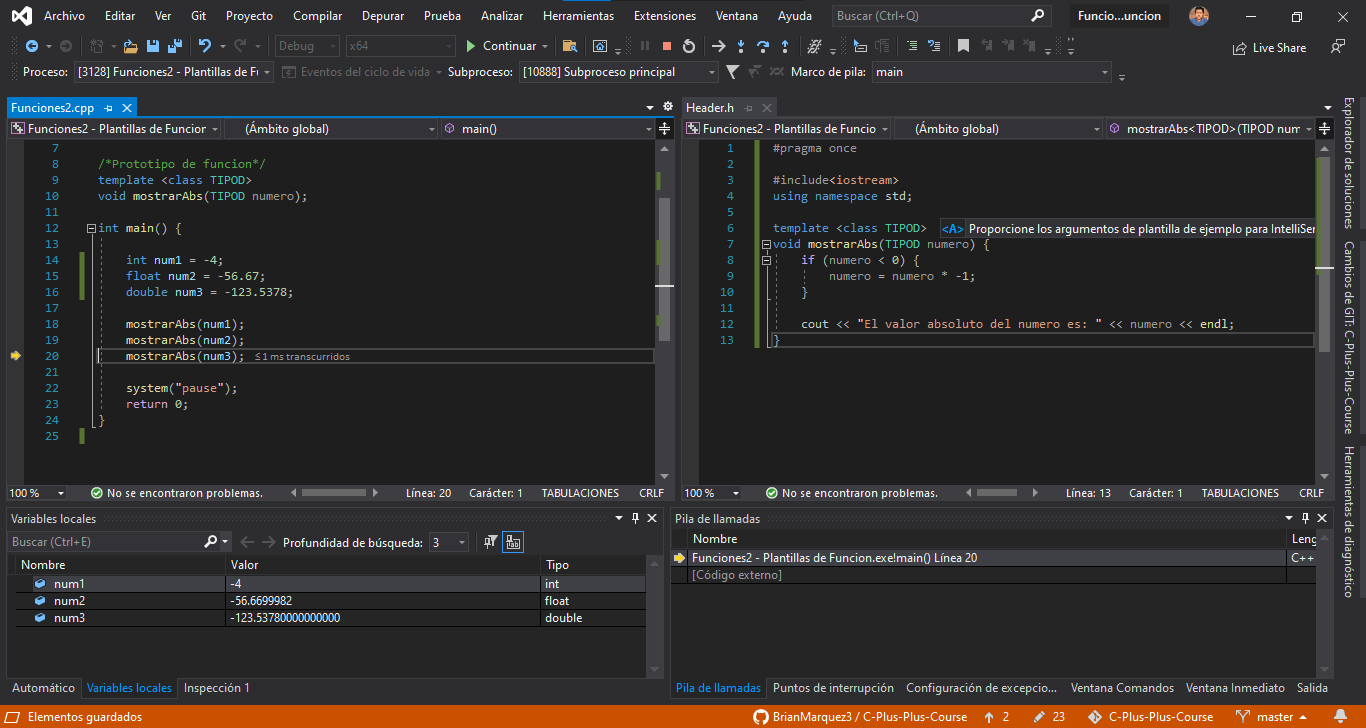 Archivo Editar Ver Git Proyecto Compilar Depurar Prueba Analizar Herramientas Extensiones Ventana Ayuda Buscar (Ctrl+Q) Funcio...uncion
Debug x64 Continuar Live Share
Proceso: [3128] Funciones2 - Plantillas de Fu Eventos del ciclo de vida Subproceso: [10888] Subproceso principal Marco de pila: main
Funciones2.cpp
Funciones2 - Plantillas de Funcion (Ámbito global) main()
7
8 /*Prototipo de funcion*/
9 template <class TIPOD>
10 void mostrarAbs(TIPOD numero);
11
12 int main() {
13
14 int num1 = -4;
15 float num2 = -56.67;
16 double num3 = -123.5378;
17
18 mostrarAbs(num1);
19 mostrarAbs(num2);
20 mostrarAbs(num3); ≤1 ms transcurridos
21
22 system("pause");
23 return 0;
24 }
25
100 % No se encontraron problemas. Línea: 20 Carácter: 1 TABULACIONES CRLF
Header.h
Funciones2 - Plantillas de Funcio (Ámbito global) mostrarAbs<TIPOD>(TIPOD num
1 #pragma once
2
3 #include<iostream>
4 using namespace std;
5
6 template <class TIPOD> <A> Proporcione los argumentos de plantilla de ejemplo para IntelliSen
7 void mostrarAbs(TIPOD numero) {
8 if (numero < 0) {
9 numero = numero * -1;
10 }
11
12 cout << "El valor absoluto del numero es: " << numero << endl;
13 }
100 % No se encontraron problemas. Línea: 13 Carácter: 1 TABULACIONES CRLF
Explorador de soluciones
Cambios de GIT: C-Plus-Plus-Course
Herramientas de diagnóstico
Variables locales
Buscar (Ctrl+E) Profundidad de búsqueda: 3
Nombre Valor Tipo
num1 -4 int
num2 -56.6699982 float
num3 -123.53780000000000 double
Automático Variables locales Inspección 1
Pila de llamadas
Nombre Leng
Funciones2 - Plantillas de Funcion.exe!main() Línea 20 C++
[Código externo]
Pila de llamadas Puntos de interrupción Configuración de excepcio... Ventana Comandos Ventana Inmediato Salida
Elementos guardados BrianMarquez3 / C-Plus-Plus-Course 2 23 C-Plus-Plus-Course master